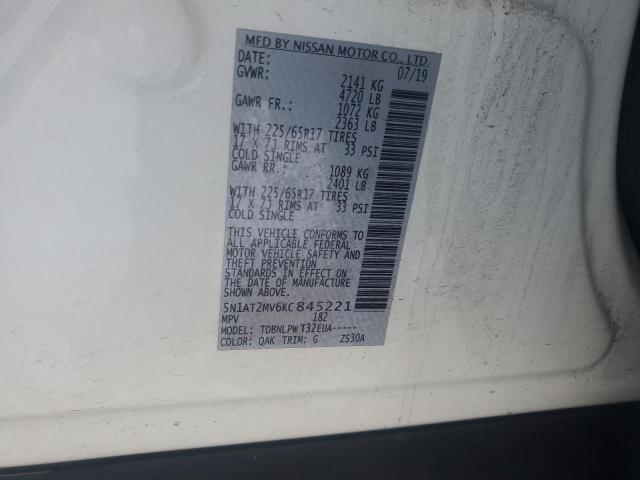 MFD BY NISSAN MOTOR CO., LTD.
DATE: 07/19
GVWR: 2141 KG
4720 LB
GAWR FR.: 1072 KG
2363 LB
WITH 225/65R17 TIRES
17 X 7J RIMS AT 33 PSI
COLD SINGLE
GAWR RR.: 1089 KG
2401 LB
WITH 225/65R17 TIRES
17 X 7J RIMS AT 33 PSI
COLD SINGLE
THIS VEHICLE CONFORMS TO
ALL APPLICABLE FEDERAL
MOTOR VEHICLE SAFETY AND
THEFT PREVENTION
STANDARDS IN EFFECT ON
THE DATE OF MANUFACTURE
SHOWN ABOVE.
5N1AT2MV6KC845221
MPV 182
MODEL: TDBNLPW T32EUA-----
COLOR: QAK TRIM: G ZS30A